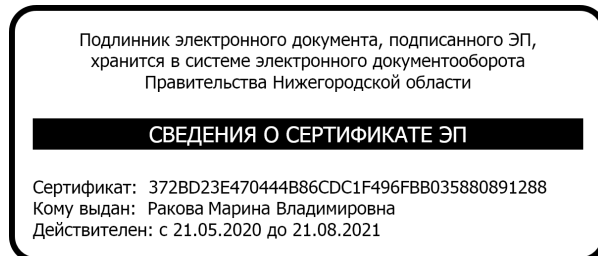 Подлинник электронного документа, подписанного ЭП,
хранится в системе электронного документооборота
Правительства Нижегородской области
СВЕДЕНИЯ О СЕРТИФИКАТЕ ЭП
Сертификат: 372BD23E470444B86CDC1F496FBB035880891288
Кому выдан: Ракова Марина Владимировна
Действителен: с 21.05.2020 до 21.08.2021